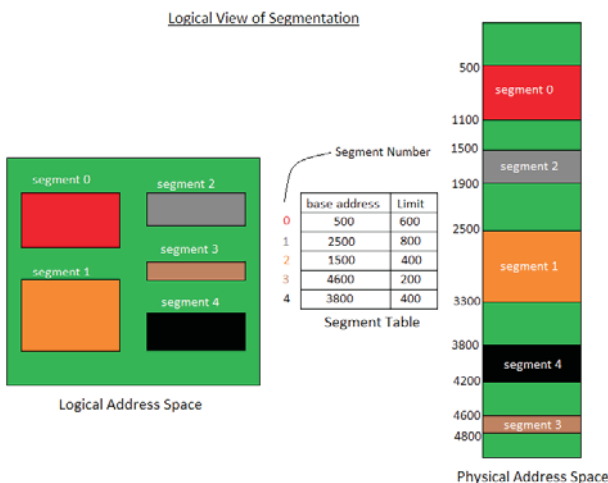 Logical View of Segmentation
segment 0
segment 2
segment 3
segment 1
segment 4
Logical Address Space
Segment Number
base address Limit
0 500 600
1 2500 800
2 1500 400
3 4600 200
4 3800 400
Segment Table
500
segment 0
1100
1500
segment 2
1900
2500
segment 1
3300
3800
segment 4
4200
4600
segment 3
4800
Physical Address Space